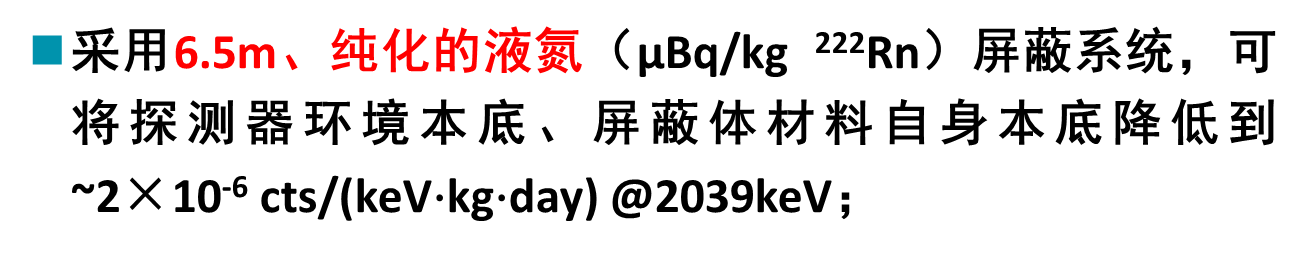 ■采用6.5m、纯化的液氮（μBq/kg ²²²Rn）屏蔽系统，可
将探测器环境本底、屏蔽体材料自身本底降低到
~2×10⁻⁶ cts/(keV·kg·day) @2039keV；